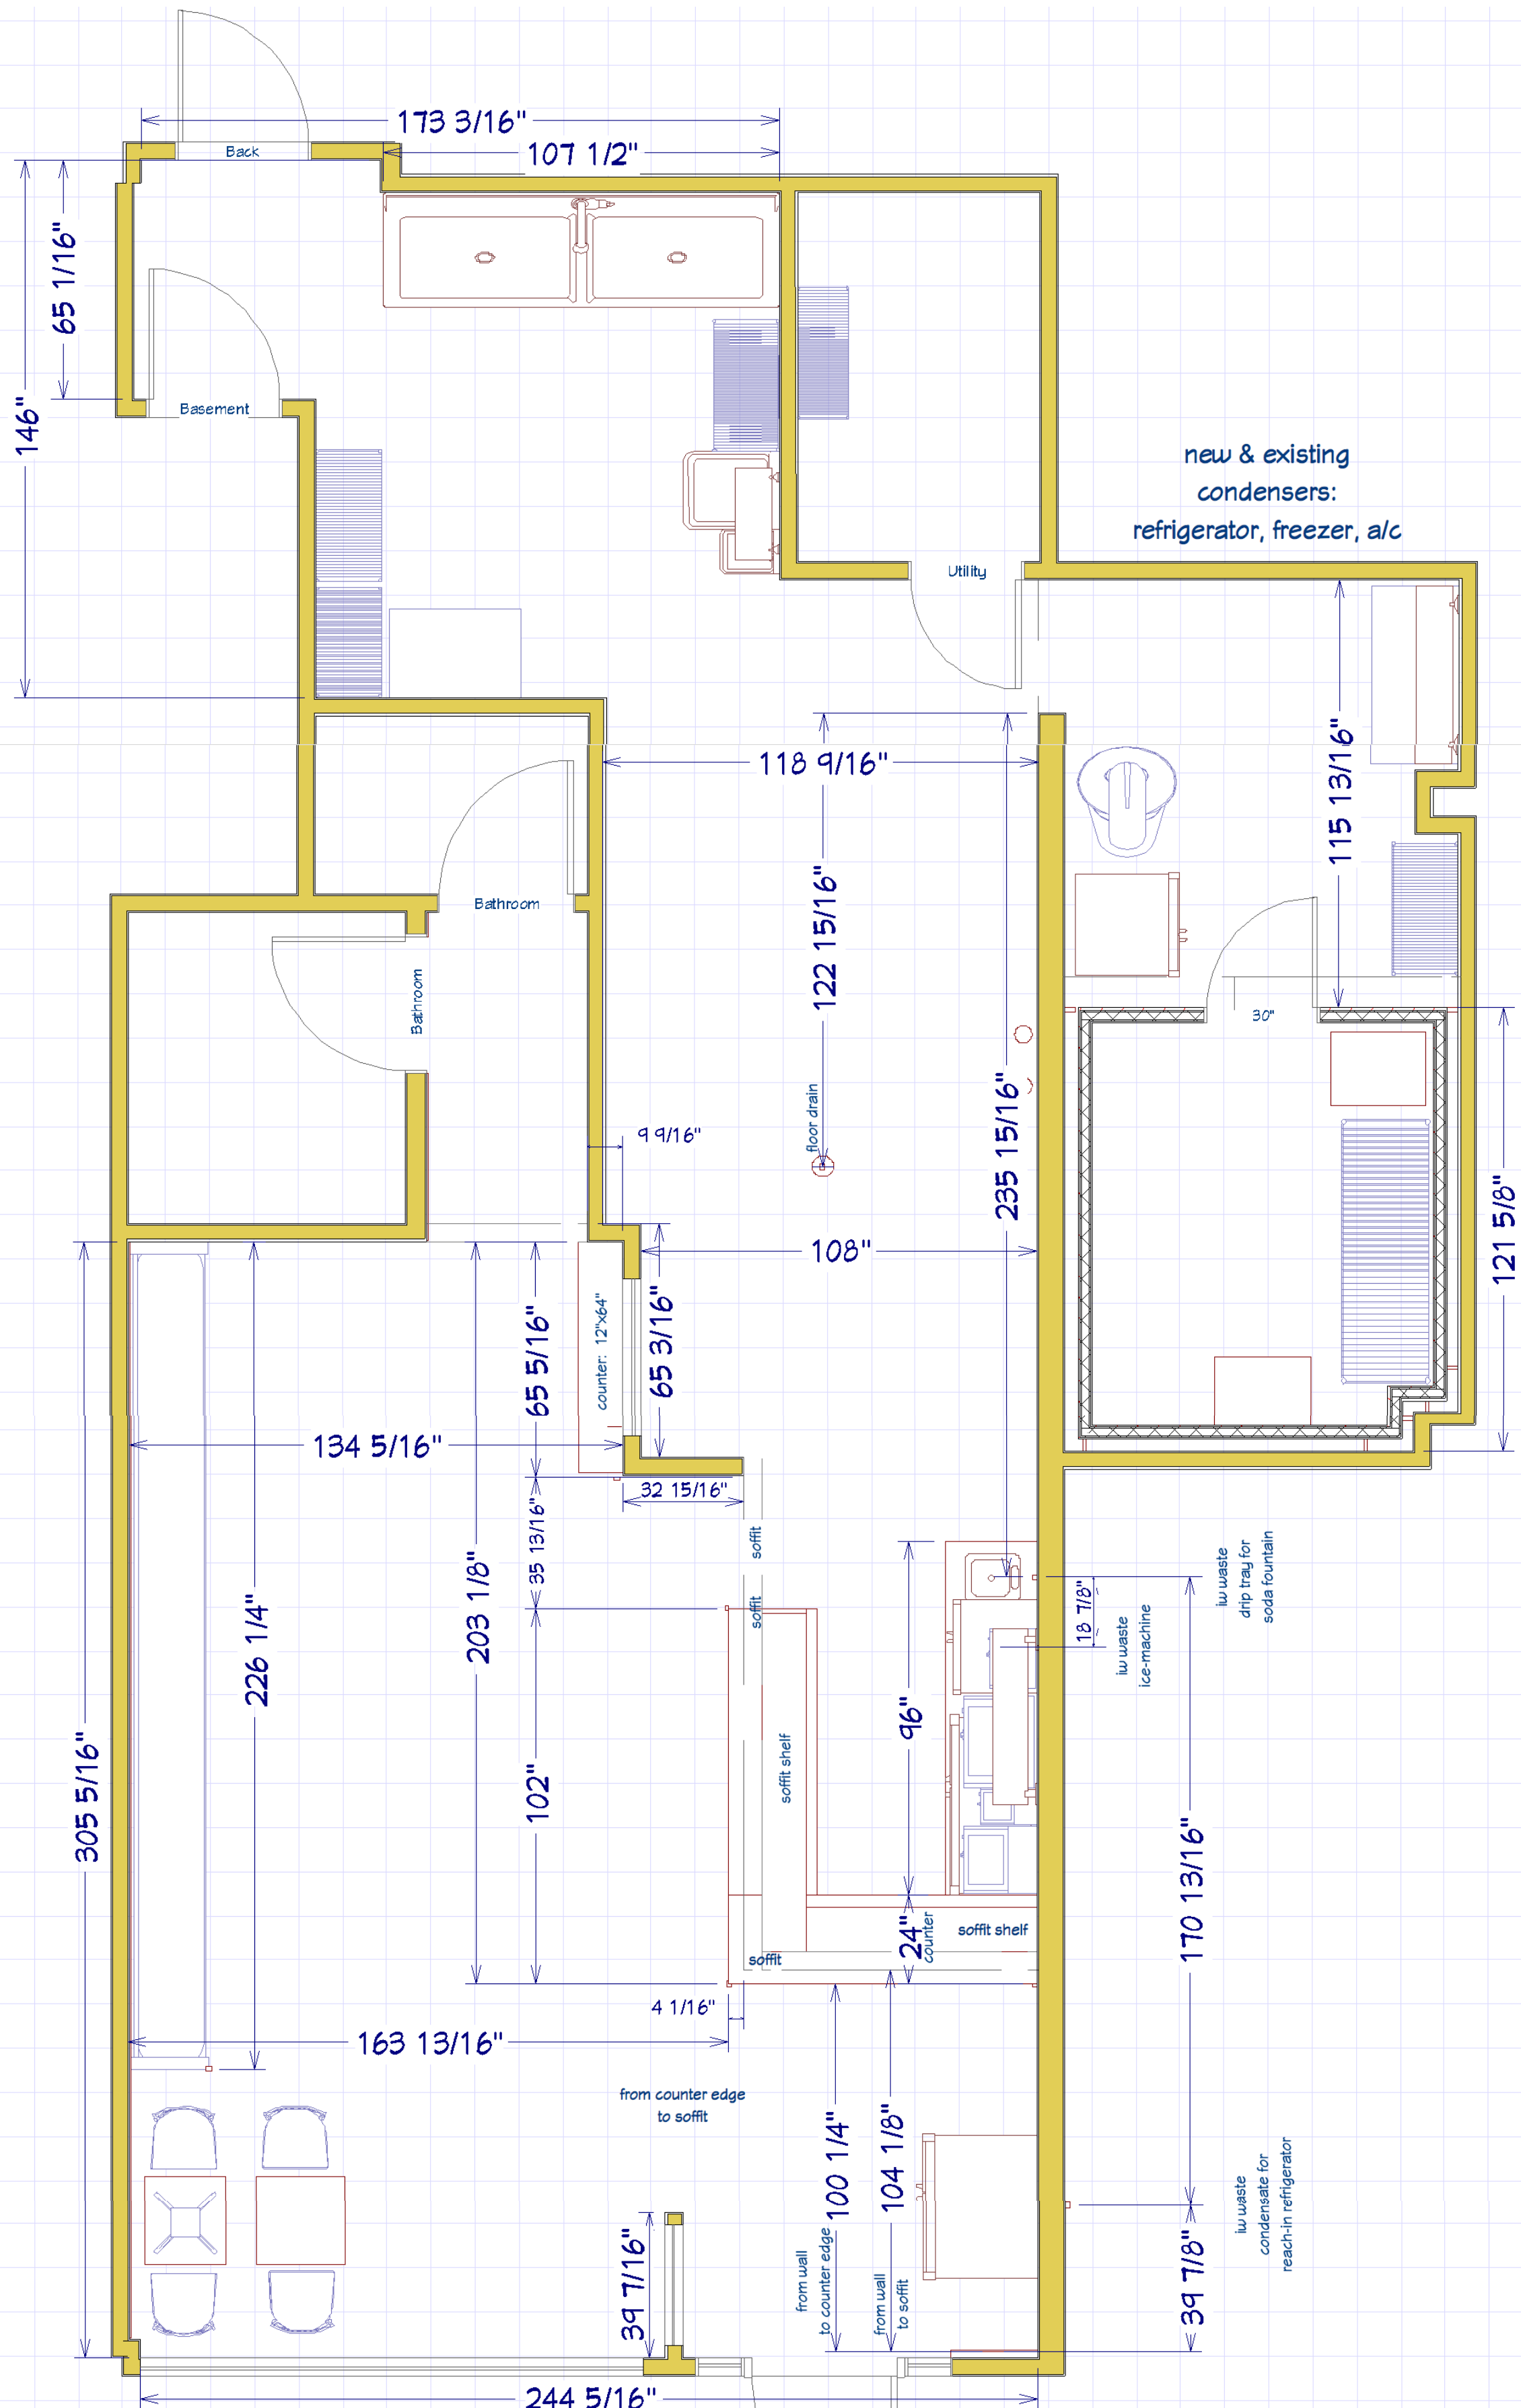 173 3/16"
Back
107 1/2"
65 1/16"
146"
Basement
new & existing
condensers:
refrigerator, freezer, a/c
Utility
118 9/16"
115 13/16"
122 15/16"
Bathroom
Bathroom
30"
floor drain
9 9/16"
235 15/16"
121 5/8"
108"
counter: 12"x64"
65 5/16"
65 3/16"
134 5/16"
32 15/16"
35 13/16"
soffit
soffit
203 1/8"
226 1/4"
18 7/8"
iw waste
drip tray for
soda fountain
iw waste
ice-machine
96"
102"
soffit shelf
305 5/16"
170 13/16"
24"
counter
soffit shelf
soffit
4 1/16"
163 13/16"
from counter edge
to soffit
100 1/4"
104 1/8"
from wall
to counter edge
from wall
to soffit
39 7/16"
39 7/8"
iw waste
condensate for
reach-in refrigerator
244 5/16"